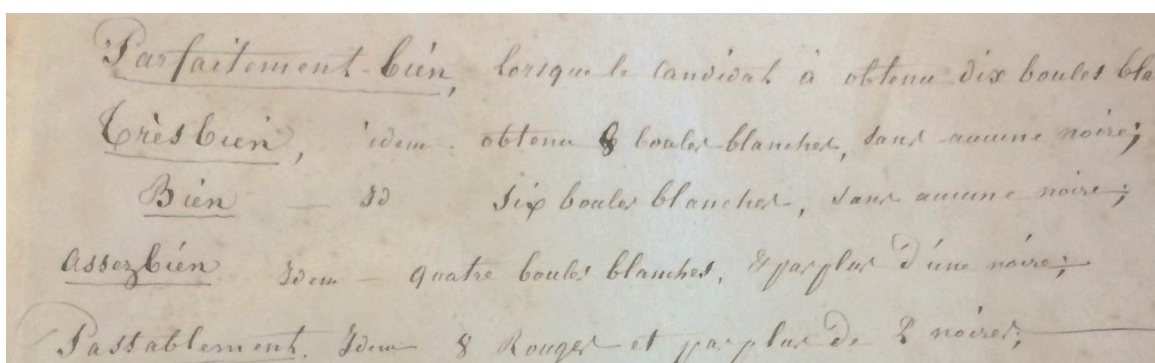 Parfaitement-bien, lorsque le Candidat à obtenu dix boules bla
Très bien, idem obtenu 8 boules blanches, sans aucune noire;
Bien — Id six boules blanches, sans aucune noire;
assez bien Idem — quatre boules blanches, & pas plus d'une noire;
Passablement, Idem 8 Rouges et pas plus de 2 noires;